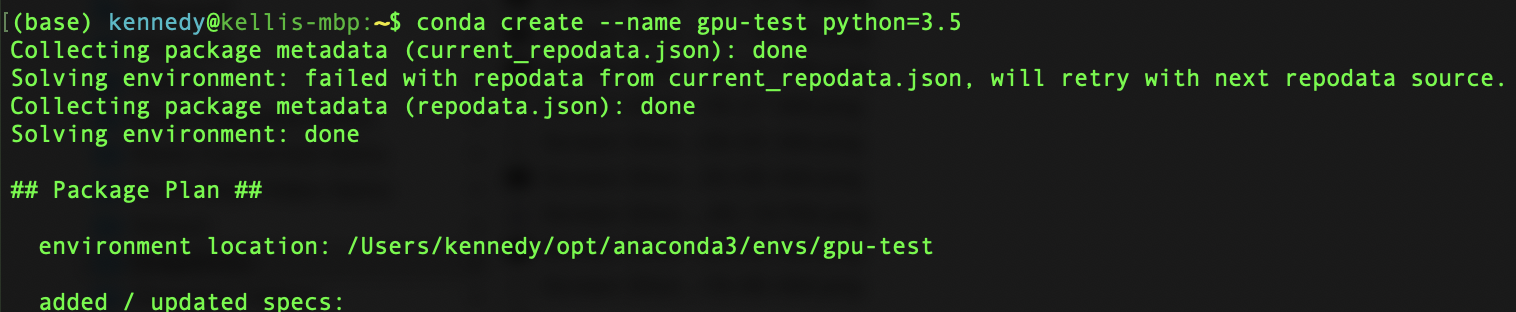 [(base) kennedy@kellis-mbp:~$ conda create --name gpu-test python=3.5
Collecting package metadata (current_repodata.json): done
Solving environment: failed with repodata from current_repodata.json, will retry with next repodata source.
Collecting package metadata (repodata.json): done
Solving environment: done
## Package Plan ##
environment location: /Users/kennedy/opt/anaconda3/envs/gpu-test
added / updated specs: